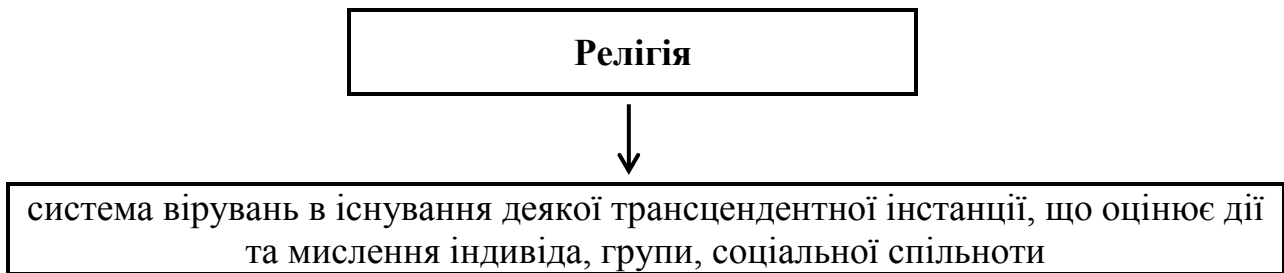 Релігія
система вірувань в існування деякої трансцендентної інстанції, що оцінює дії
та мислення індивіда, групи, соціальної спільноти